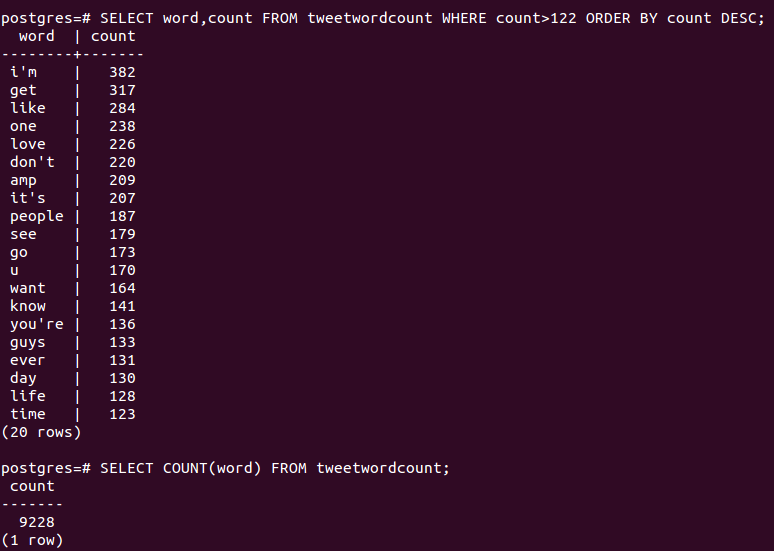 postgres=# SELECT word,count FROM tweetwordcount WHERE count>122 ORDER BY count DESC;
  word  | count
--------+-------
 i'm    |   382
 get    |   317
 like   |   284
 one    |   238
 love   |   226
 don't  |   220
 amp    |   209
 it's   |   207
 people |   187
 see    |   179
 go     |   173
 u      |   170
 want   |   164
 know   |   141
 you're |   136
 guys   |   133
 ever   |   131
 day    |   130
 life   |   128
 time   |   123
(20 rows)

postgres=# SELECT COUNT(word) FROM tweetwordcount;
 count
-------
  9228
(1 row)